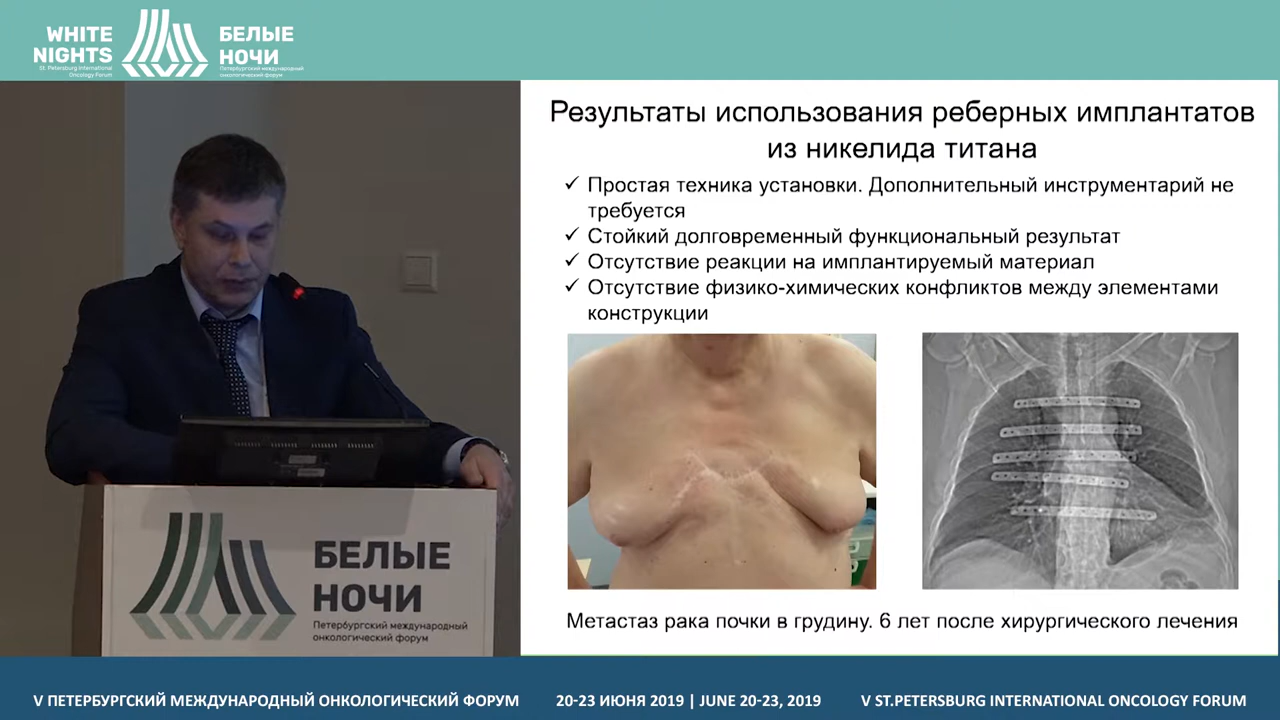 WHITE
NIGHTS
St. Petersburg International
Oncology Forum
БЕЛЫЕ
НОЧИ
Петербургский международный
онкологический форум
Результаты использования реберных имплантатов
из никелида титана
✓ Простая техника установки. Дополнительный инструментарий не
требуется
✓ Стойкий долговременный функциональный результат
✓ Отсутствие реакции на имплантируемый материал
✓ Отсутствие физико-химических конфликтов между элементами
конструкции
Метастаз рака почки в грудину. 6 лет после хирургического лечения
БЕЛЫЕ
НОЧИ
Петербургский международный
онкологический форум
V ПЕТЕРБУРГСКИЙ МЕЖДУНАРОДНЫЙ ОНКОЛОГИЧЕСКИЙ ФОРУМ
20-23 ИЮНЯ 2019 | JUNE 20-23, 2019
V ST.PETERSBURG INTERNATIONAL ONCOLOGY FORUM